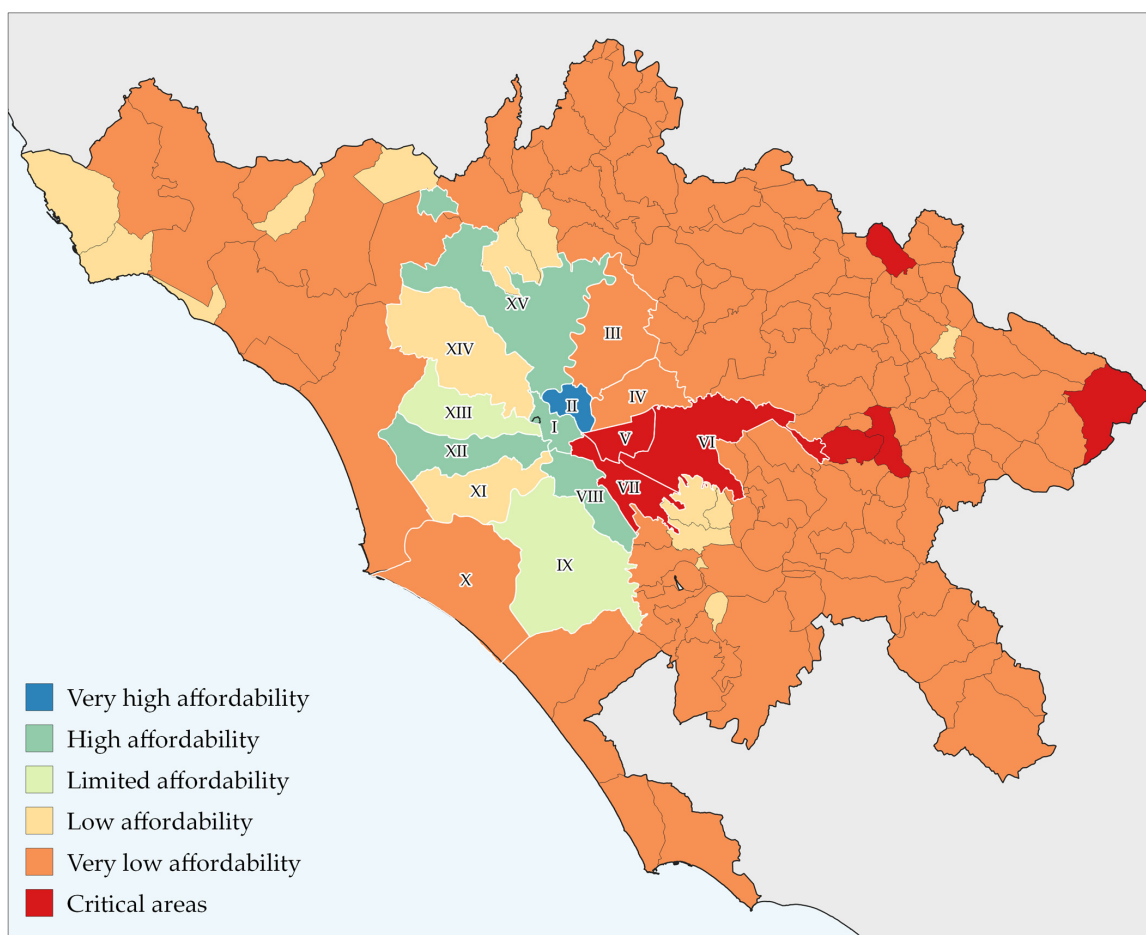 XV
III
XIV
IV
II
XIII
I
V
VI
XII
VII
XI
VIII
IX
X
Very high affordability
High affordability
Limited affordability
Low affordability
Very low affordability
Critical areas